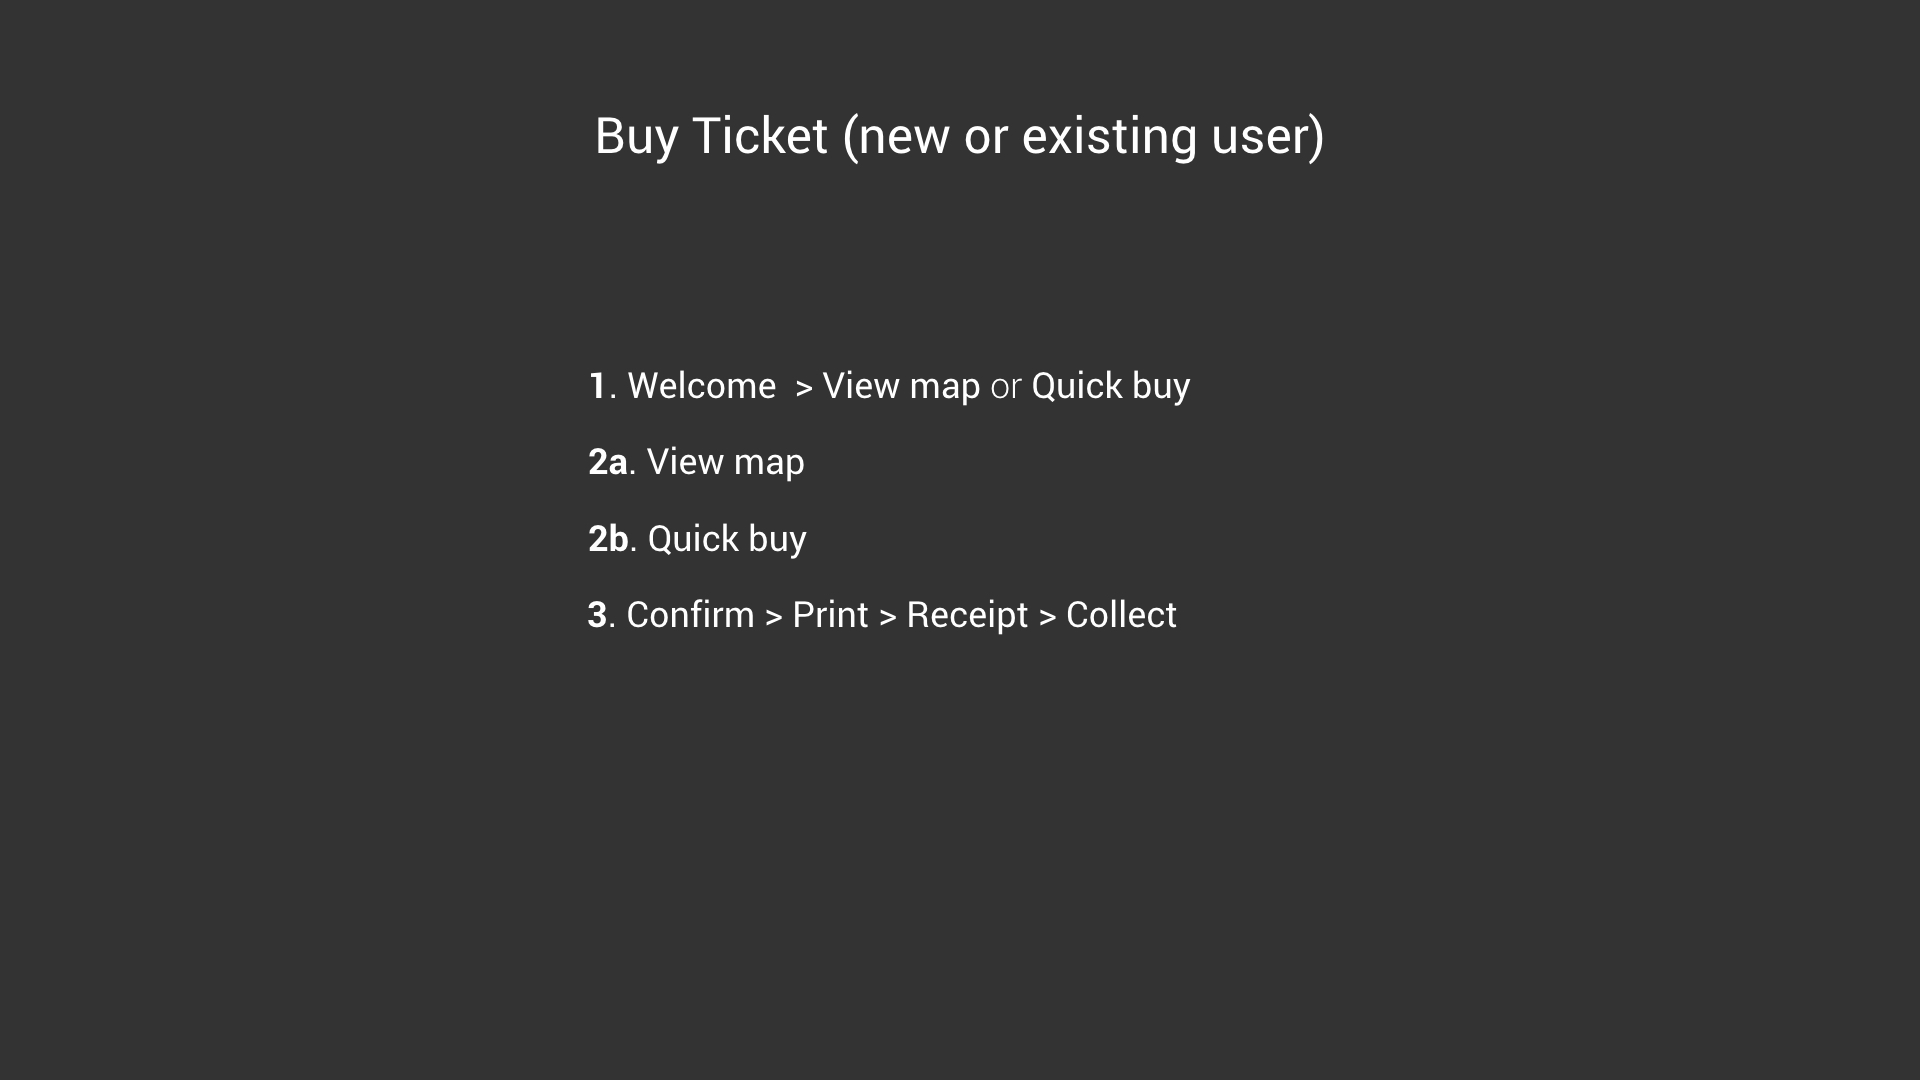 Buy Ticket (new or existing user)
1. Welcome  > View map or Quick buy
2a. View map
2b. Quick buy
3. Confirm > Print > Receipt > Collect